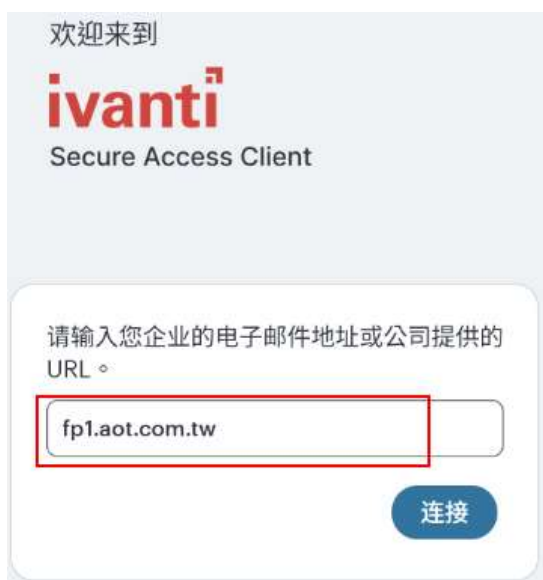 欢迎来到
ivanti
Secure Access Client
请输入您企业的电子邮件地址或公司提供的
URL。
fp1.aot.com.tw
连接